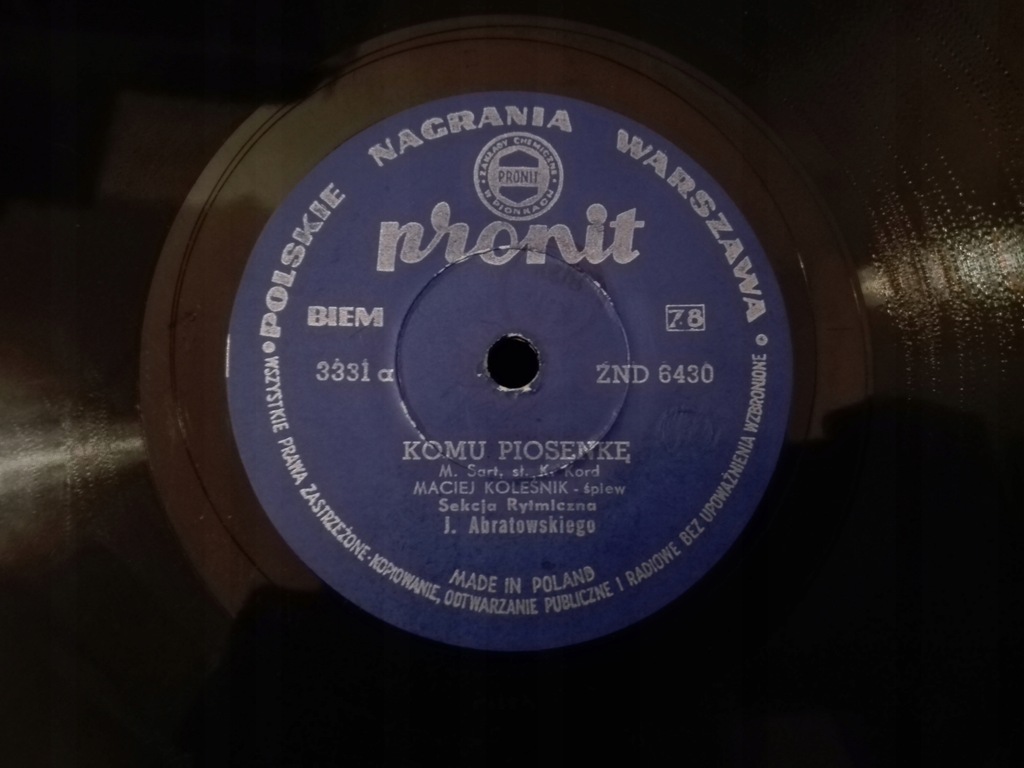 POLSKIE NAGRANIA WARSZAWA
ZAKŁADY CHEMICZNE
PRONIT
W PIONKACH
pronit
BIEM
78
3331 a
ŻND 6430
KOMU PIOSENKĘ
M. Sart, sł. K. Kord
MACIEJ KOLEŚNIK - śpiew
Sekcja Rytmiczna
J. Abratowskiego
MADE IN POLAND
WSZYSTKIE PRAWA ZASTRZEŻONE · KOPIOWANIE, ODTWARZANIE PUBLICZNE I RADIOWE BEZ UPOWAŻNIENIA WZBRONIONE